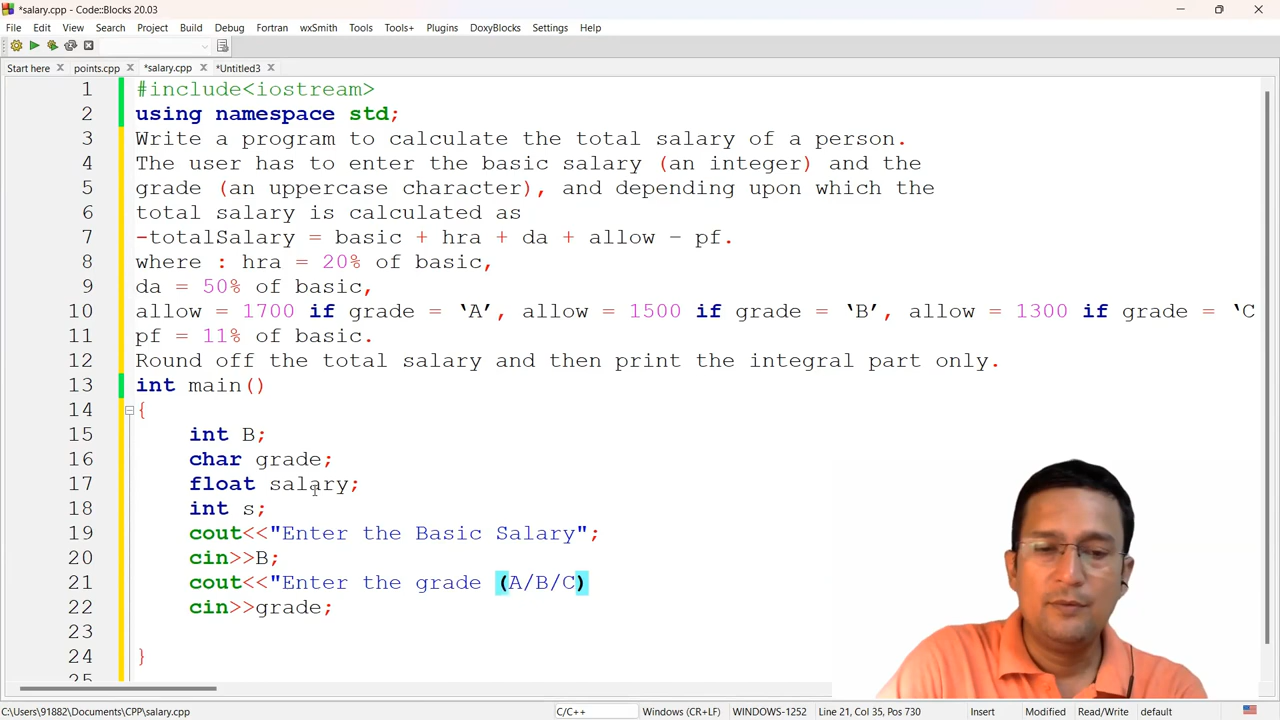 *salary.cpp - Code::Blocks 20.03
File Edit View Search Project Build Debug Fortran wxSmith Tools Tools+ Plugins DoxyBlocks Settings Help
Start here points.cpp *salary.cpp *Untitled3
1 #include<iostream>
2 using namespace std;
3 Write a program to calculate the total salary of a person.
4 The user has to enter the basic salary (an integer) and the
5 grade (an uppercase character), and depending upon which the
6 total salary is calculated as
7 -totalSalary = basic + hra + da + allow – pf.
8 where : hra = 20% of basic,
9 da = 50% of basic,
10 allow = 1700 if grade = ‘A’, allow = 1500 if grade = ‘B’, allow = 1300 if grade = ‘C
11 pf = 11% of basic.
12 Round off the total salary and then print the integral part only.
13 int main()
14 {
15 int B;
16 char grade;
17 float salary;
18 int s;
19 cout<<"Enter the Basic Salary";
20 cin>>B;
21 cout<<"Enter the grade (A/B/C)
22 cin>>grade;
23
24 }
25
C:\Users\91882\Documents\CPP\salary.cpp C/C++ Windows (CR+LF) WINDOWS-1252 Line 21, Col 35, Pos 730 Insert Modified Read/Write default